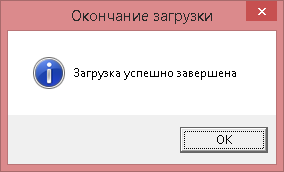 Окончание загрузки
Загрузка успешно завершена
OK